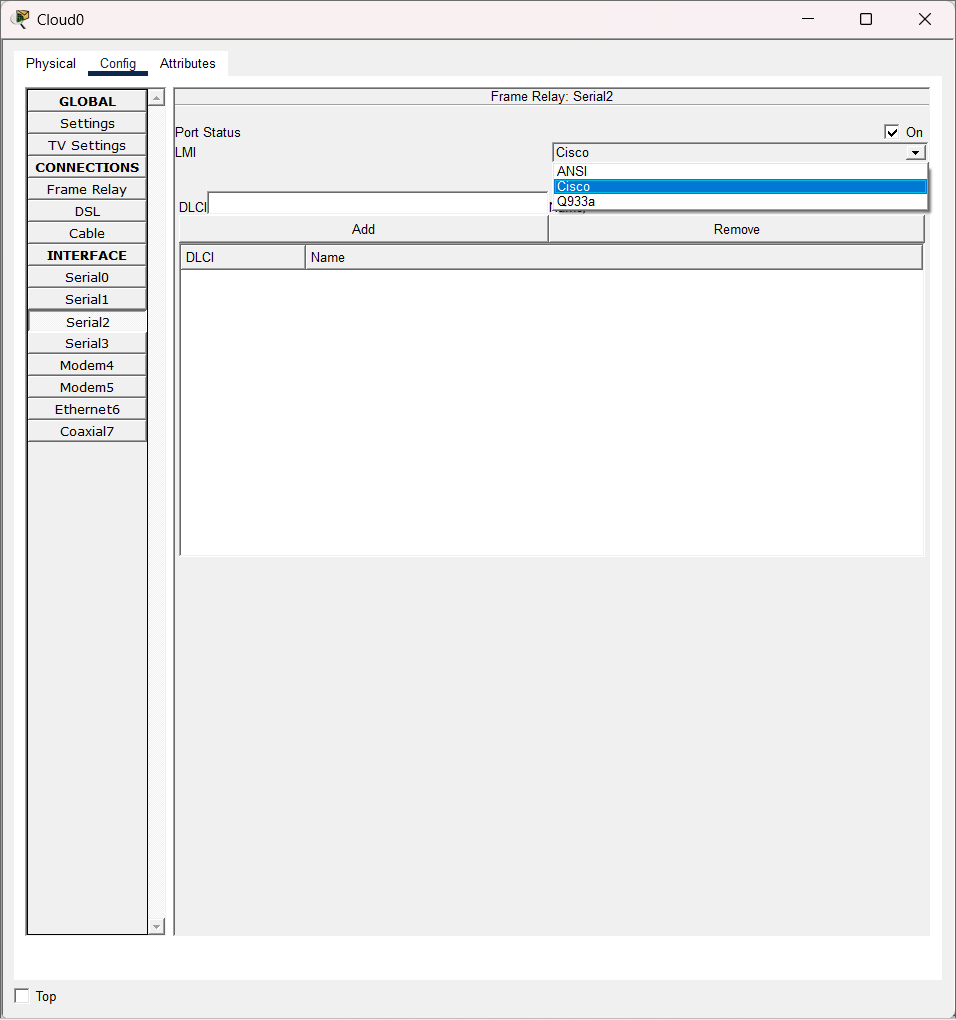 Cloud0
Physical Config Attributes
GLOBAL
Settings
TV Settings
CONNECTIONS
Frame Relay
DSL
Cable
INTERFACE
Serial0
Serial1
Serial2
Serial3
Modem4
Modem5
Ethernet6
Coaxial7
Frame Relay: Serial2
Port Status On
LMI Cisco
ANSI
Cisco
Q933a
DLCI
Add Remove
DLCI Name
Top